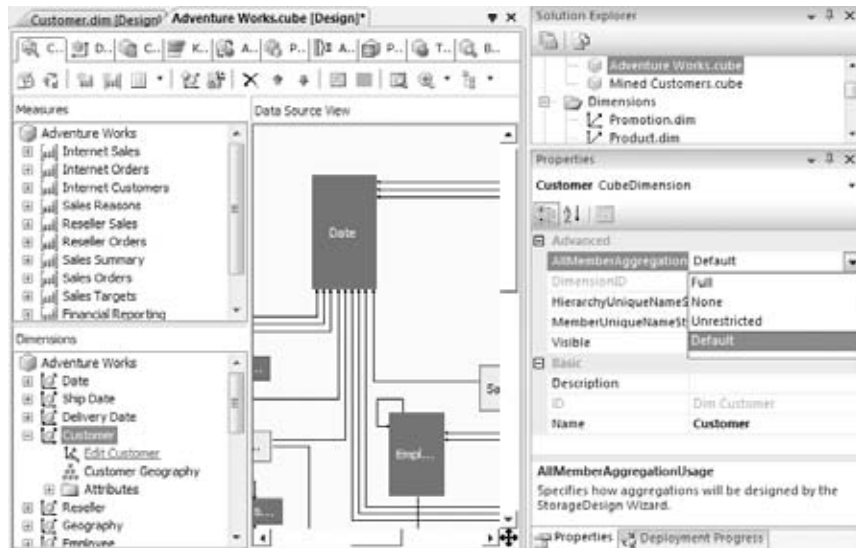 Customer.dim [Design]
Adventure Works.cube [Design]*
C... D... C... K... A... P... A... P... T... B...
Measures
Adventure Works
Internet Sales
Internet Orders
Internet Customers
Sales Reasons
Reseller Sales
Reseller Orders
Sales Summary
Sales Orders
Sales Targets
Financial Reporting
Dimensions
Adventure Works
Date
Ship Date
Delivery Date
Customer
Edit Customer
Customer Geography
Attributes
Reseller
Geography
Employee
Data Source View
Date
Sa
Empl...
Solution Explorer
Adventure Works.cube
Mined Customers.cube
Dimensions
Promotion.dim
Product.dim
Properties
Customer CubeDimension
Advanced
AllMemberAggregation Default
DimensionID Full
HierarchyUniqueNameS None
MemberUniqueNameSt Unrestricted
Visible Default
Basic
Description
ID Dim Customer
Name Customer
AllMemberAggregationUsage
Specifies how aggregations will be designed by the
StorageDesign Wizard.
Properties Deployment Progress